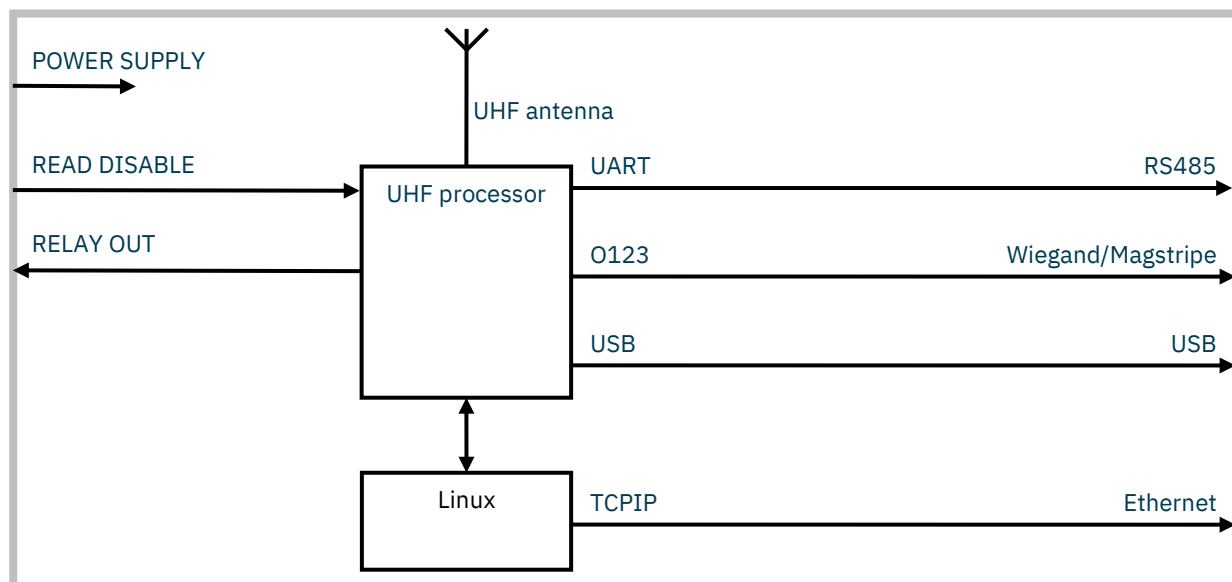 POWER SUPPLY
UHF antenna
READ DISABLE
UART
RS485
UHF processor
RELAY OUT
O123
Wiegand/Magstripe
USB
USB
Linux
TCPIP
Ethernet